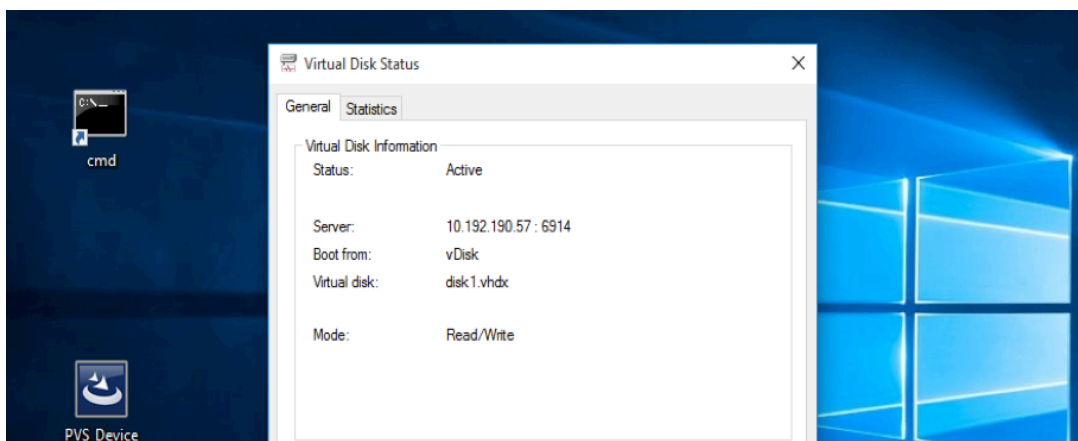 Virtual Disk Status
C:\_
cmd
General Statistics
Virtual Disk Information
Status: Active
Server: 10.192.190.57 : 6914
Boot from: vDisk
Virtual disk: disk1.vhdx
Mode: Read/Write
PVS Device